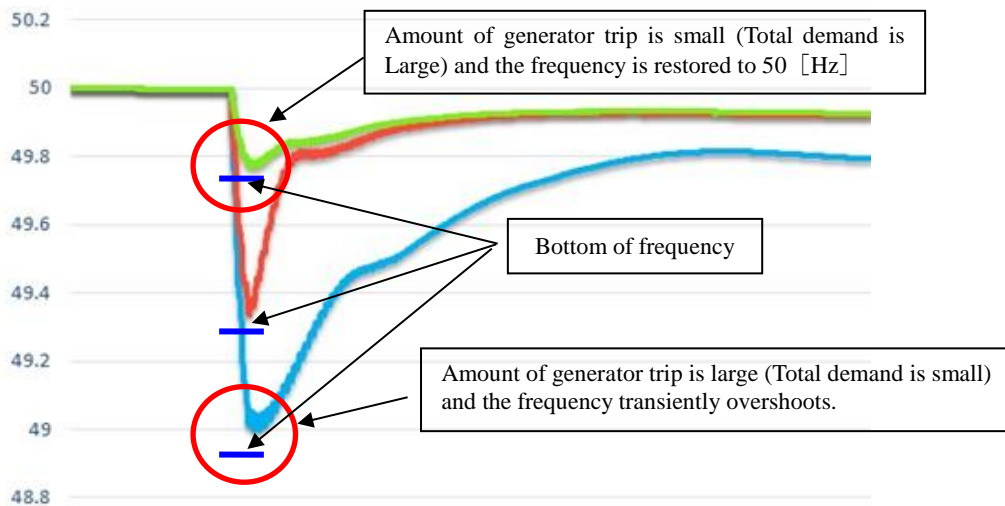 50.2
Amount of generator trip is small (Total demand is
Large) and the frequency is restored to 50［Hz］
50
49.8
49.6
Bottom of frequency
49.4
49.2
Amount of generator trip is large (Total demand is small)
and the frequency transiently overshoots.
49
48.8